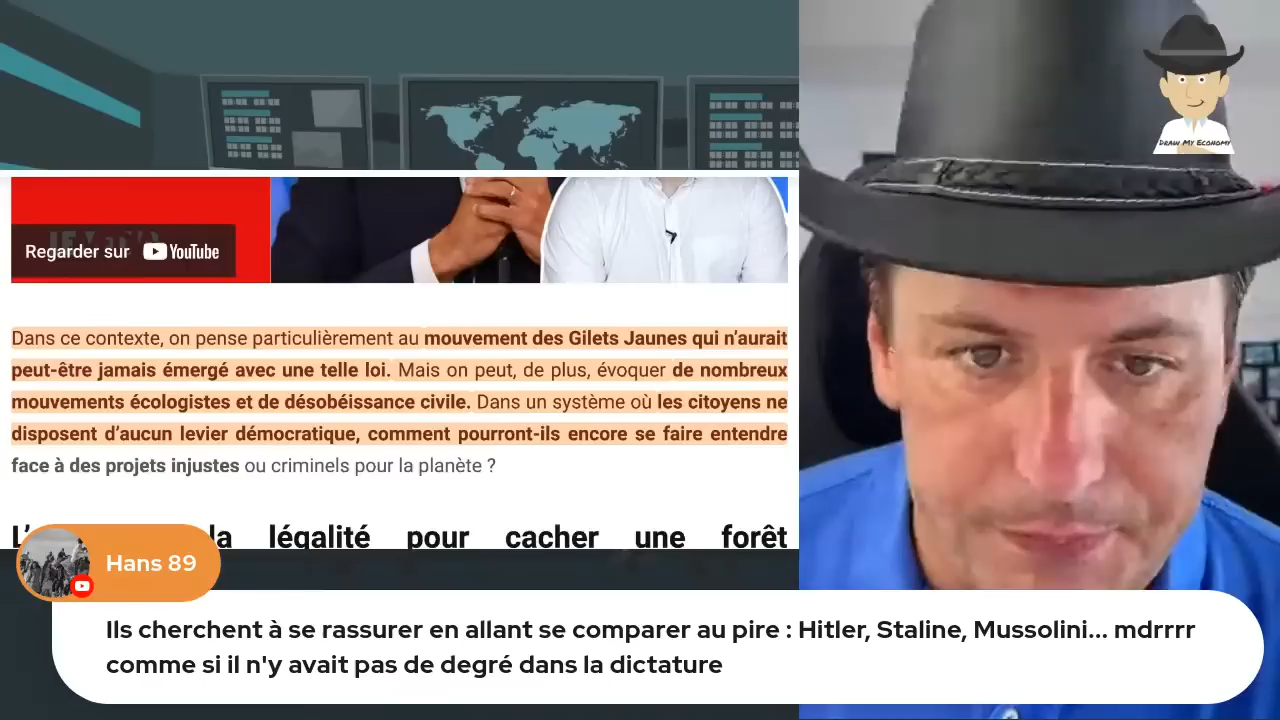 DRAW MY ECONOMY
Regarder sur YouTube
Dans ce contexte, on pense particulièrement au mouvement des Gilets Jaunes qui n’aurait
peut-être jamais émergé avec une telle loi. Mais on peut, de plus, évoquer de nombreux
mouvements écologistes et de désobéissance civile. Dans un système où les citoyens ne
disposent d’aucun levier démocratique, comment pourront-ils encore se faire entendre
face à des projets injustes ou criminels pour la planète ?
la légalité pour cacher une forêt
Hans 89
Ils cherchent à se rassurer en allant se comparer au pire : Hitler, Staline, Mussolini... mdrrrr
comme si il n'y avait pas de degré dans la dictature